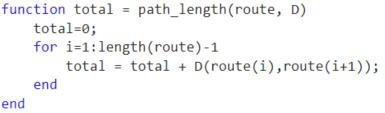 function total = path_length(route, D)
    total=0;
    for i=1:length(route)-1
        total = total + D(route(i),route(i+1));
    end
end